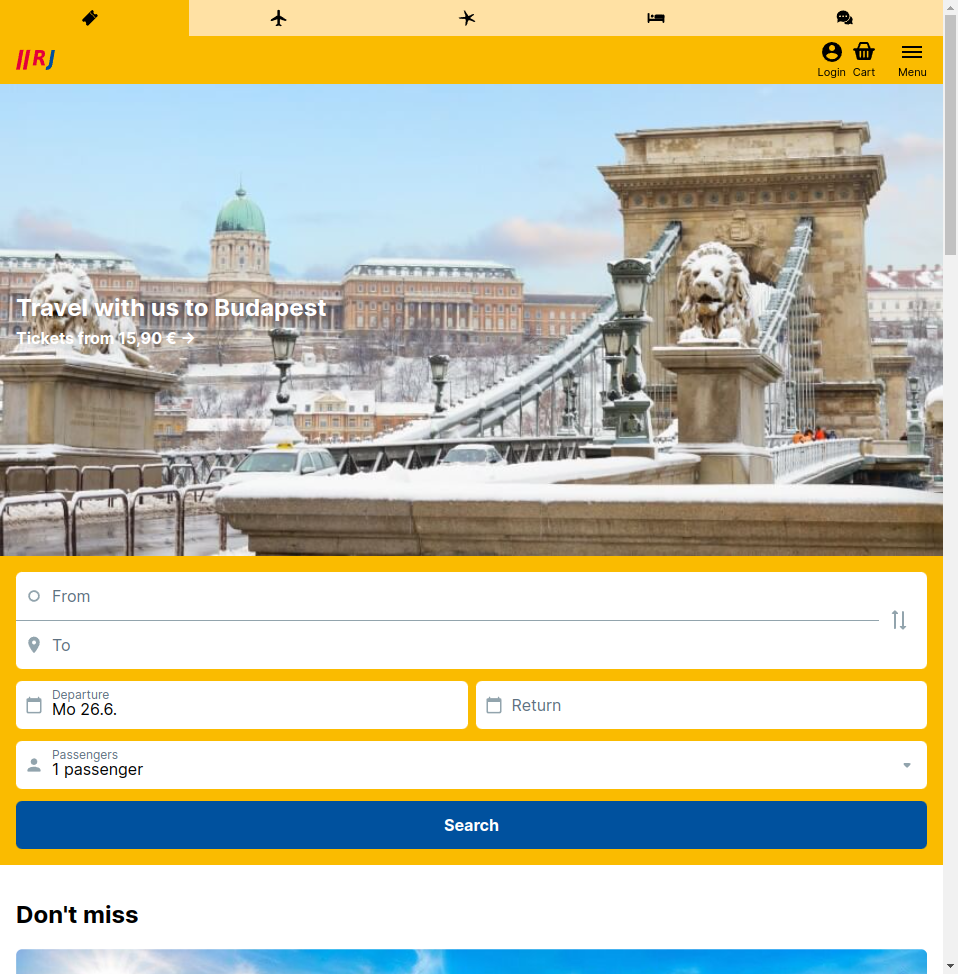 RJ
Login
Cart
Menu
Travel with us to Budapest
Tickets from 15,90 € →
From
To
Departure
Mo 26.6.
Return
Passengers
1 passenger
Search
Don't miss